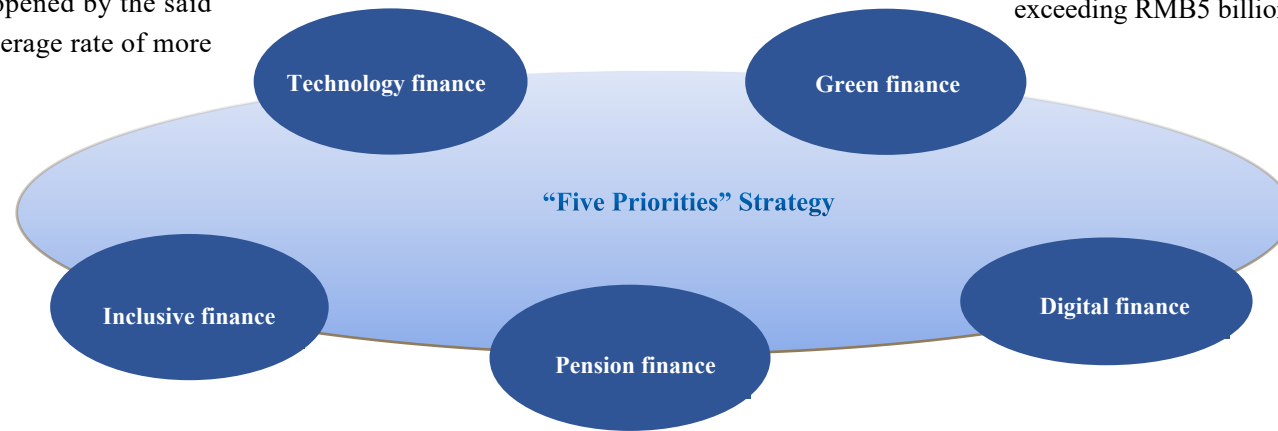 opened by the said
erage rate of more
exceeding RMB5 billion
Technology finance
Green finance
“Five Priorities” Strategy
Inclusive finance
Pension finance
Digital finance